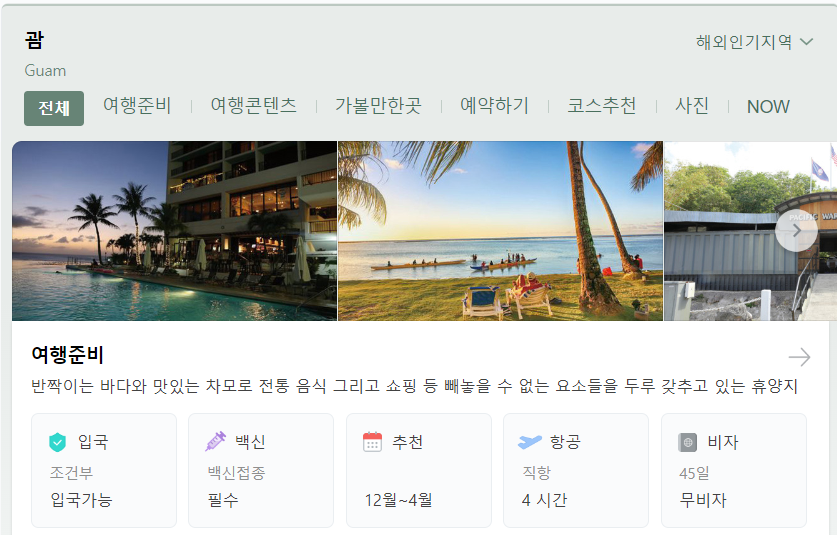 괌
해외인기지역
Guam
전체 여행준비 여행콘텐츠 가볼만한곳 예약하기 코스추천 사진 NOW
PACIFIC WAR
여행준비
반짝이는 바다와 맛있는 차모로 전통 음식 그리고 쇼핑 등 빼놓을 수 없는 요소들을 두루 갖추고 있는 휴양지
입국 백신 추천 항공 비자
조건부 백신접종 직항 45일
입국가능 필수 12월~4월 4 시간 무비자